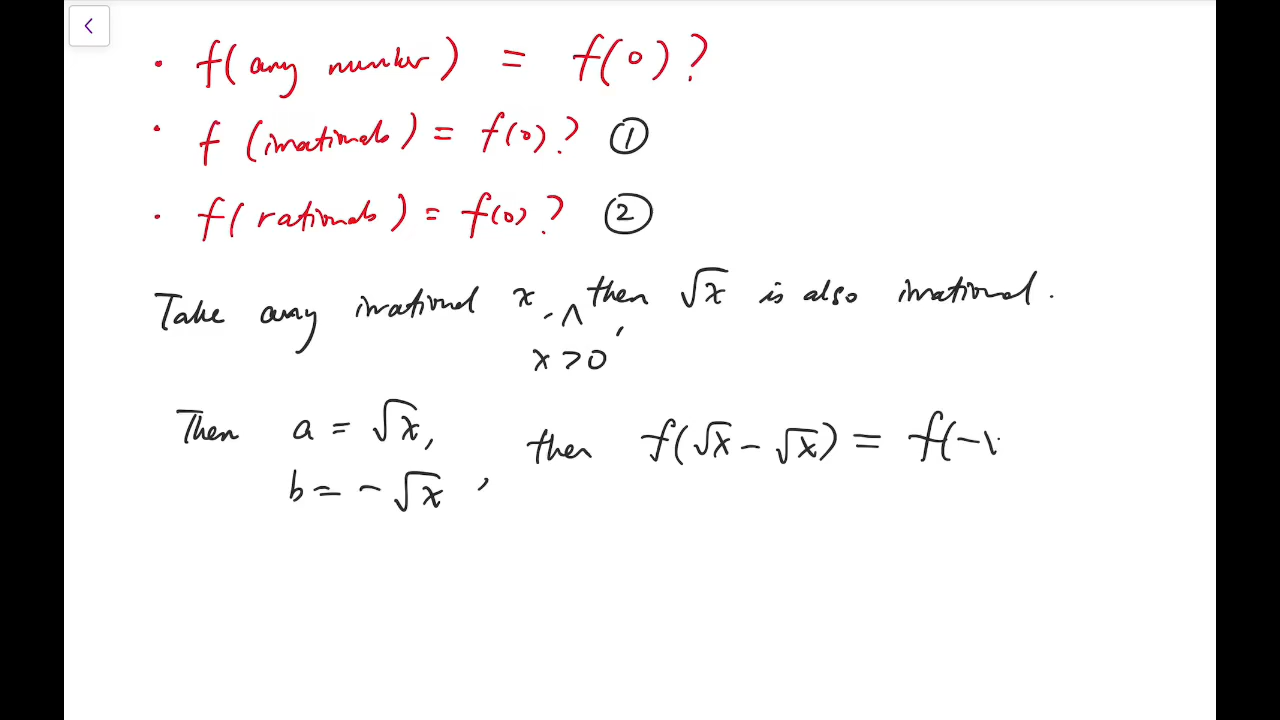 • f(any number) = f(0)?
• f(irrationals) = f(0)? ①
• f(rationals) = f(0)? ②
Take any irrational x, ^ then √x is also irrational.
x > 0,
Then a = √x,
b = -√x, then f(√x - √x) = f(-